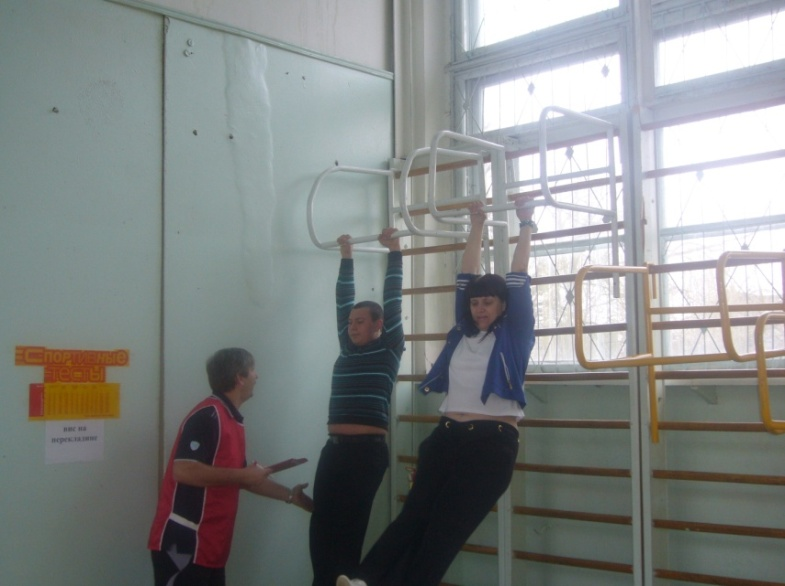 Спортивные
тесты
вис на
перекладине